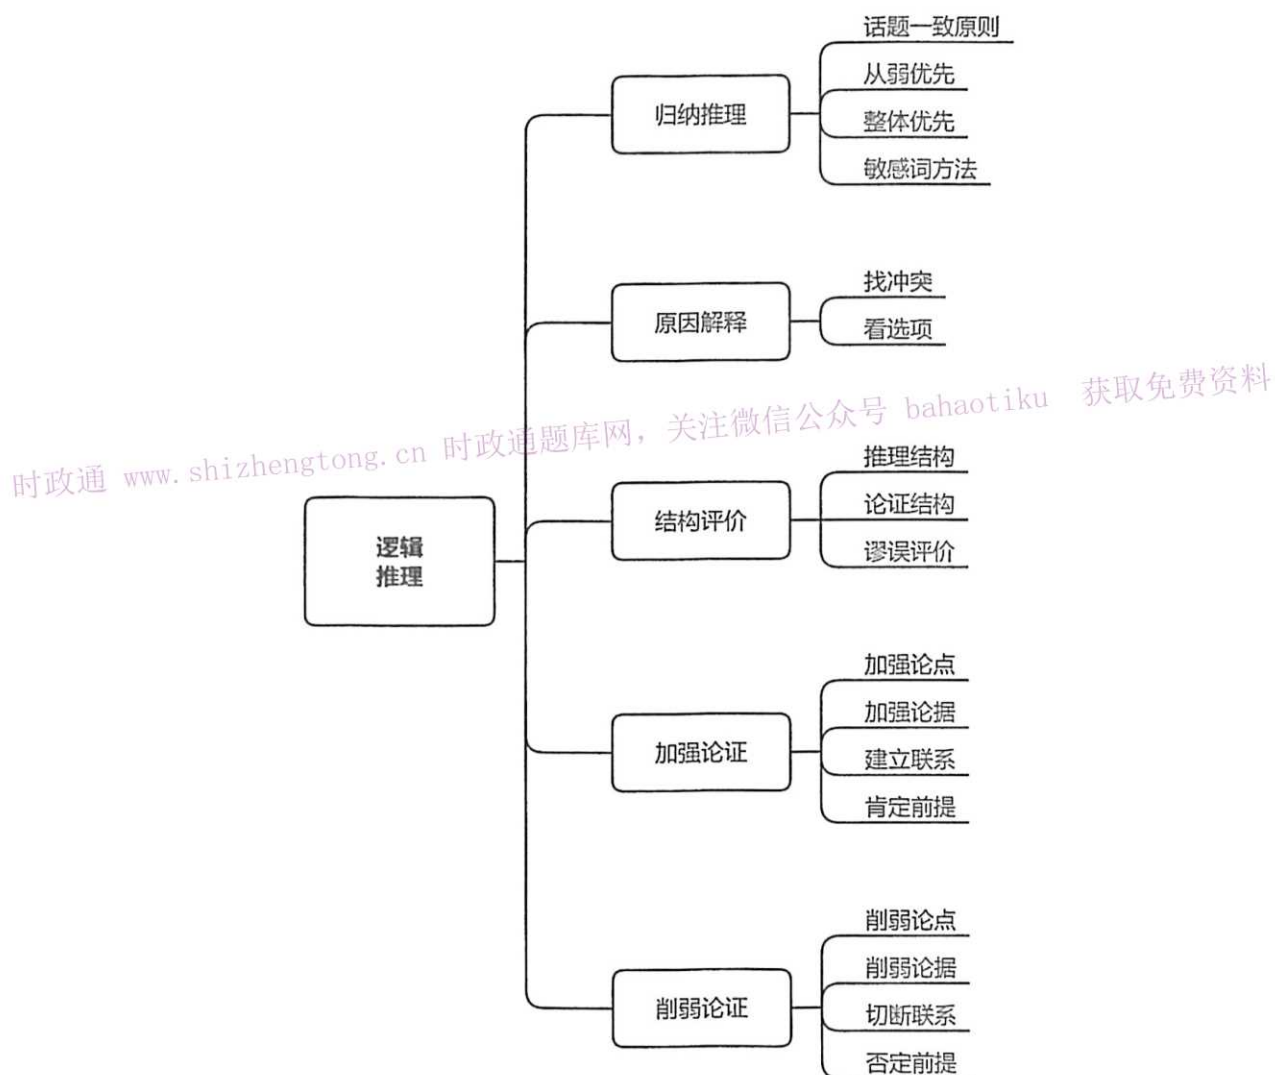 话题一致原则
从弱优先
归纳推理
整体优先
敏感词方法
找冲突
原因解释
看选项
时政通 www.shizhengtong.cn 时政通题库网，关注微信公众号 bahaotiku 获取免费资料
推理结构
结构评价
论证结构
谬误评价
逻辑
推理
加强论点
加强论据
加强论证
建立联系
肯定前提
削弱论点
削弱论据
削弱论证
切断联系
否定前提